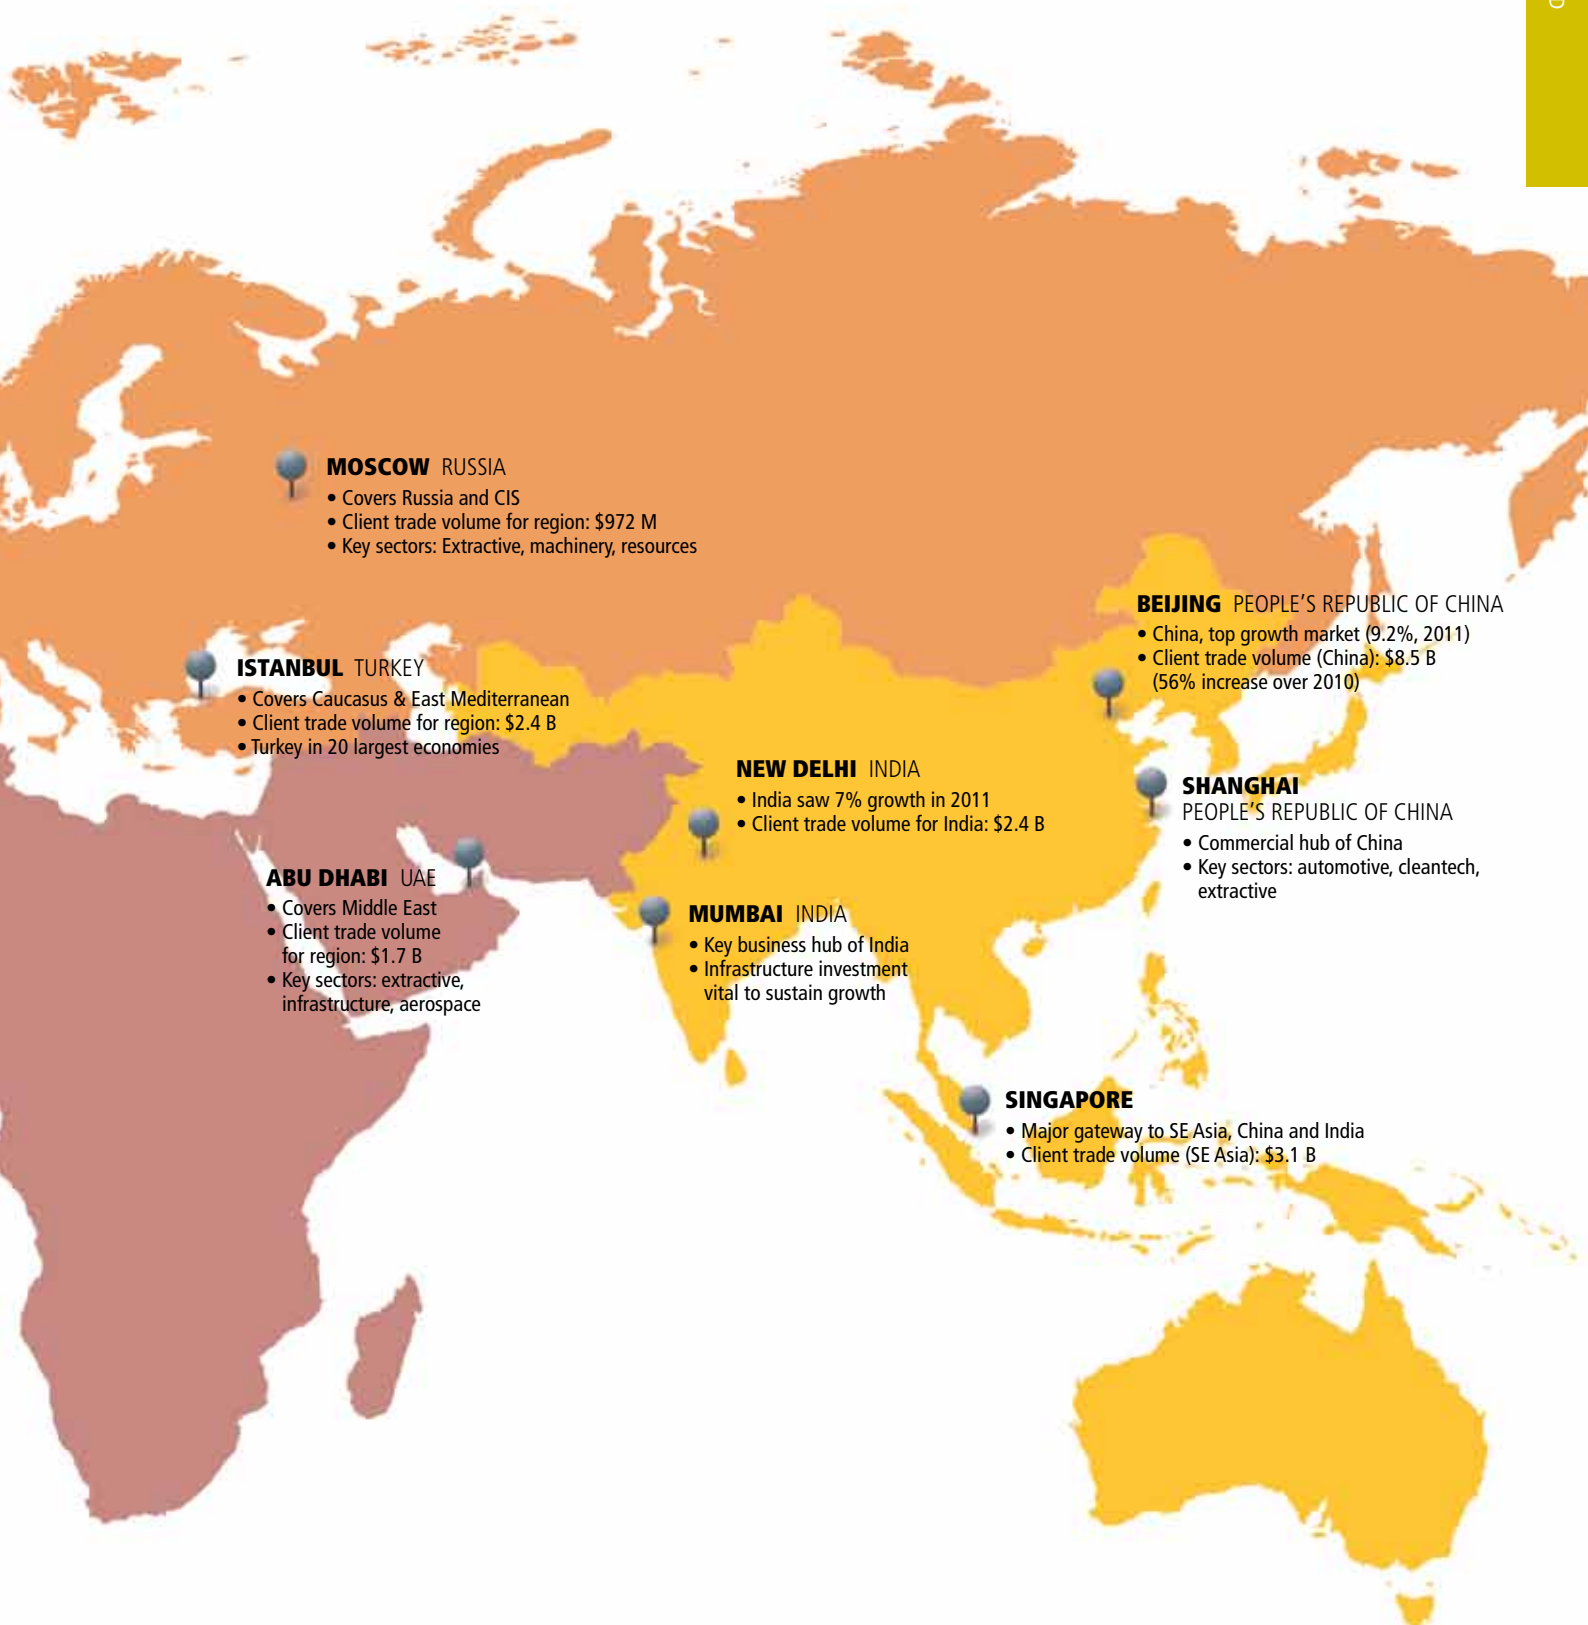 MOSCOW RUSSIA
• Covers Russia and CIS
• Client trade volume for region: $972 M
• Key sectors: Extractive, machinery, resources
BEIJING PEOPLE'S REPUBLIC OF CHINA
• China, top growth market (9.2%, 2011)
• Client trade volume (China): $8.5 B
(56% increase over 2010)
ISTANBUL TURKEY
• Covers Caucasus & East Mediterranean
• Client trade volume for region: $2.4 B
• Turkey in 20 largest economies
NEW DELHI INDIA
• India saw 7% growth in 2011
• Client trade volume for India: $2.4 B
SHANGHAI
PEOPLE'S REPUBLIC OF CHINA
• Commercial hub of China
• Key sectors: automotive, cleantech,
extractive
ABU DHABI UAE
• Covers Middle East
• Client trade volume
for region: $1.7 B
• Key sectors: extractive,
infrastructure, aerospace
MUMBAI INDIA
• Key business hub of India
• Infrastructure investment
vital to sustain growth
SINGAPORE
• Major gateway to SE Asia, China and India
• Client trade volume (SE Asia): $3.1 B